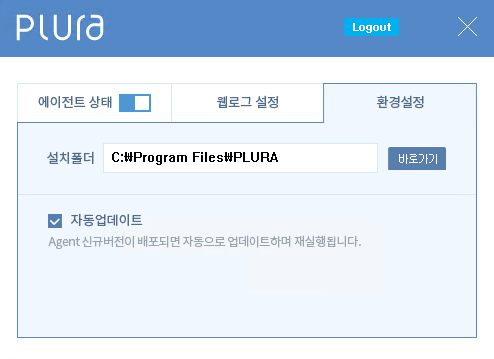 PLURA
Logout
에이전트 상태
웹로그 설정
환경설정
설치폴더
C:₩Program Files₩PLURA
바로가기
자동업데이트
Agent 신규버전이 배포되면 자동으로 업데이트하며 재실행됩니다.